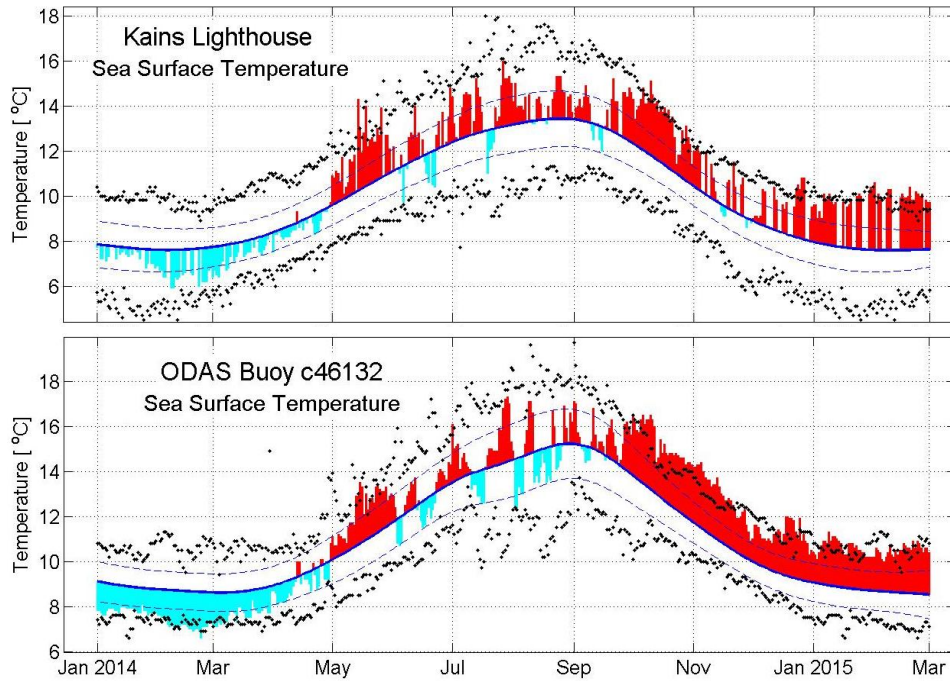 Kains Lighthouse
Sea Surface Temperature
Temperature [ °C]
18
16
14
12
10
8
6
ODAS Buoy c46132
Sea Surface Temperature
Temperature [ °C]
18
16
14
12
10
8
6
Jan 2014 Mar May Jul Sep Nov Jan 2015 Mar